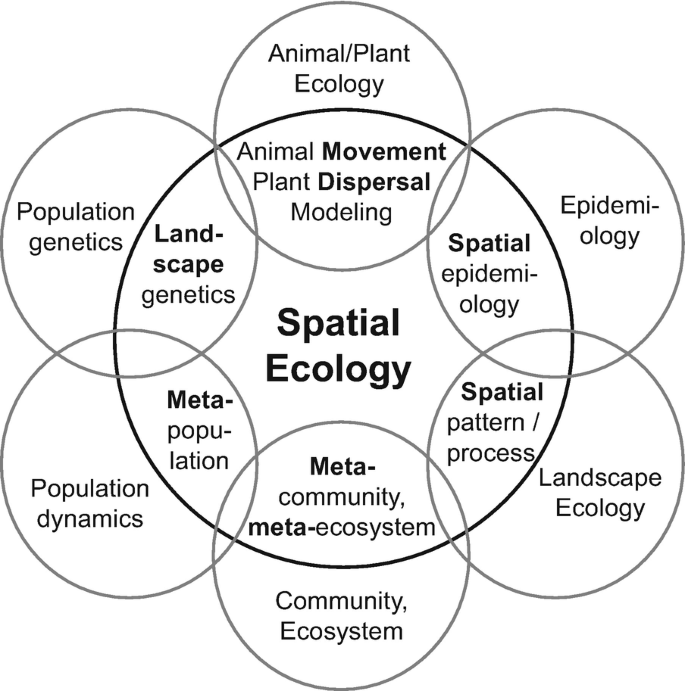 Animal/Plant
Ecology
Animal Movement
Plant Dispersal
Modeling
Population
genetics
Land-
scape
genetics
Spatial
epidemi-
ology
Epidemi-
ology
Spatial
Ecology
Meta-
popu-
lation
Population
dynamics
Spatial
pattern /
process
Landscape
Ecology
Meta-
community,
meta-ecosystem
Community,
Ecosystem